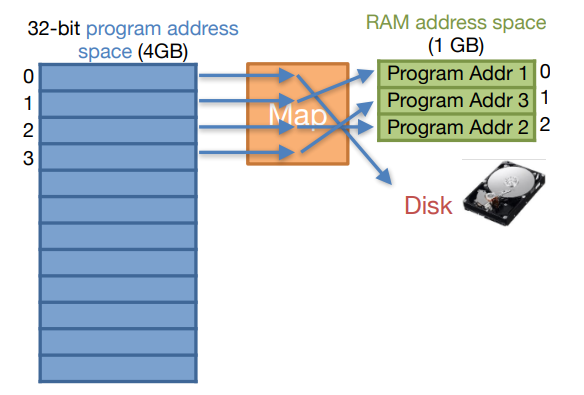 32-bit program address
space (4GB)
RAM address space
(1 GB)
0
1
2
3
Map
Program Addr 1
0
Program Addr 3
1
Program Addr 2
2
Disk